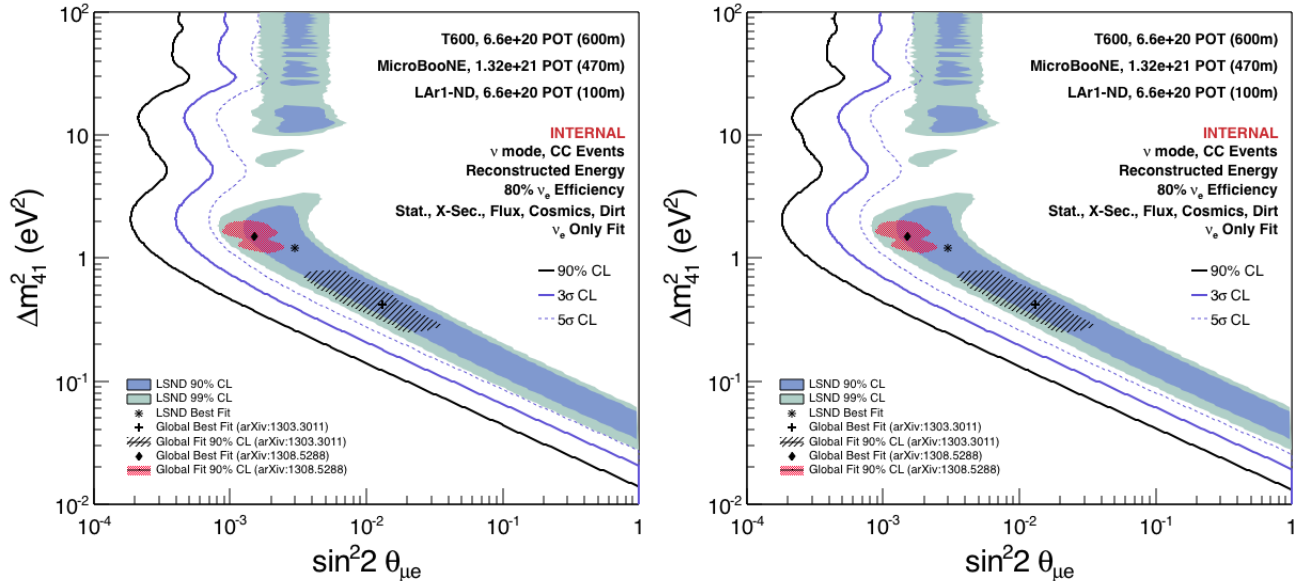 T600, 6.6e+20 POT (600m)
MicroBooNE, 1.32e+21 POT (470m)
LAr1-ND, 6.6e+20 POT (100m)
INTERNAL
ν mode, CC Events
Reconstructed Energy
80% νe Efficiency
Stat., X-Sec., Flux, Cosmics, Dirt
νe Only Fit
90% CL
3σ CL
5σ CL
LSND 90% CL
LSND 99% CL
LSND Best Fit
Global Best Fit (arXiv:1303.3011)
Global Fit 90% CL (arXiv:1303.3011)
Global Best Fit (arXiv:1308.5288)
Global Fit 90% CL (arXiv:1308.5288)
Δm²41 (eV²)
10²
10
1
10⁻¹
10⁻²
10⁻⁴
10⁻³
10⁻²
10⁻¹
1
sin²2 θμe
T600, 6.6e+20 POT (600m)
MicroBooNE, 1.32e+21 POT (470m)
LAr1-ND, 6.6e+20 POT (100m)
INTERNAL
ν mode, CC Events
Reconstructed Energy
80% νe Efficiency
Stat., X-Sec., Flux, Cosmics, Dirt
νe Only Fit
90% CL
3σ CL
5σ CL
LSND 90% CL
LSND 99% CL
LSND Best Fit
Global Best Fit (arXiv:1303.3011)
Global Fit 90% CL (arXiv:1303.3011)
Global Best Fit (arXiv:1308.5288)
Global Fit 90% CL (arXiv:1308.5288)
Δm²41 (eV²)
10²
10
1
10⁻¹
10⁻²
10⁻⁴
10⁻³
10⁻²
10⁻¹
1
sin²2 θμe